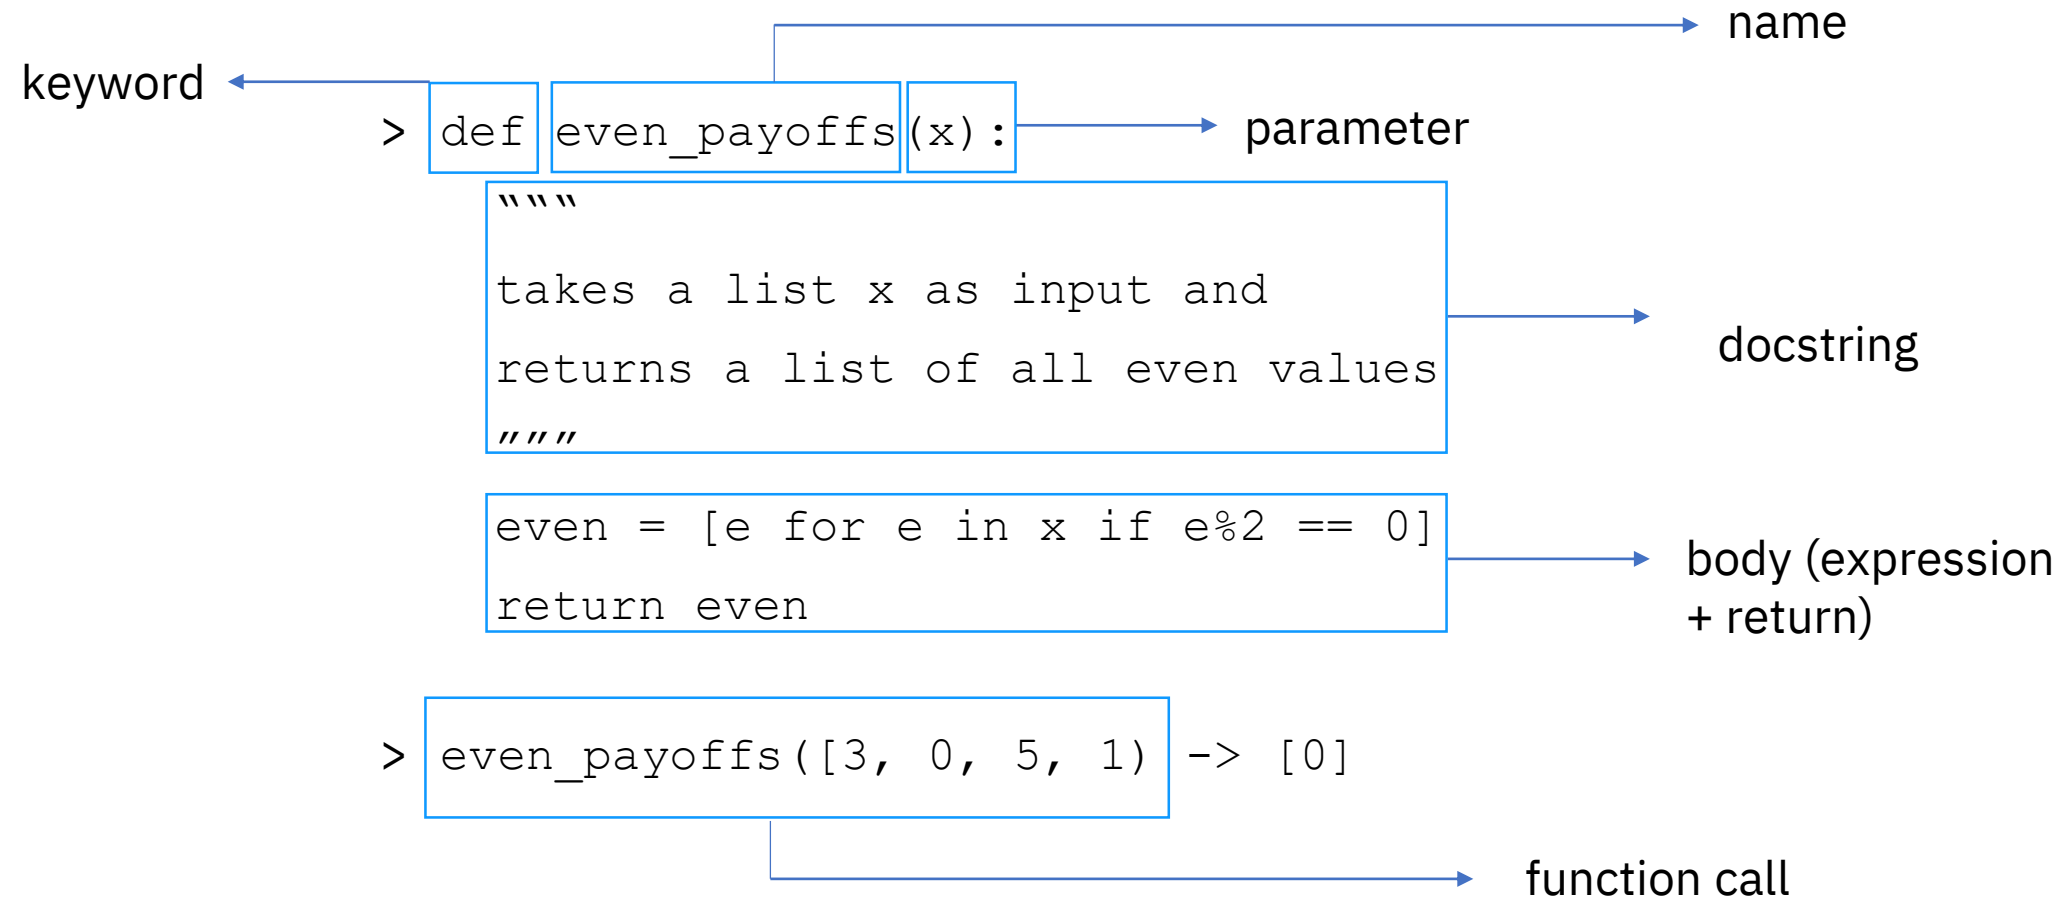 name
keyword
> def even_payoffs(x):
parameter
“““
takes a list x as input and
returns a list of all even values
”””
docstring
even = [e for e in x if e%2 == 0]
return even
body (expression
+ return)
> even_payoffs([3, 0, 5, 1) -> [0]
function call